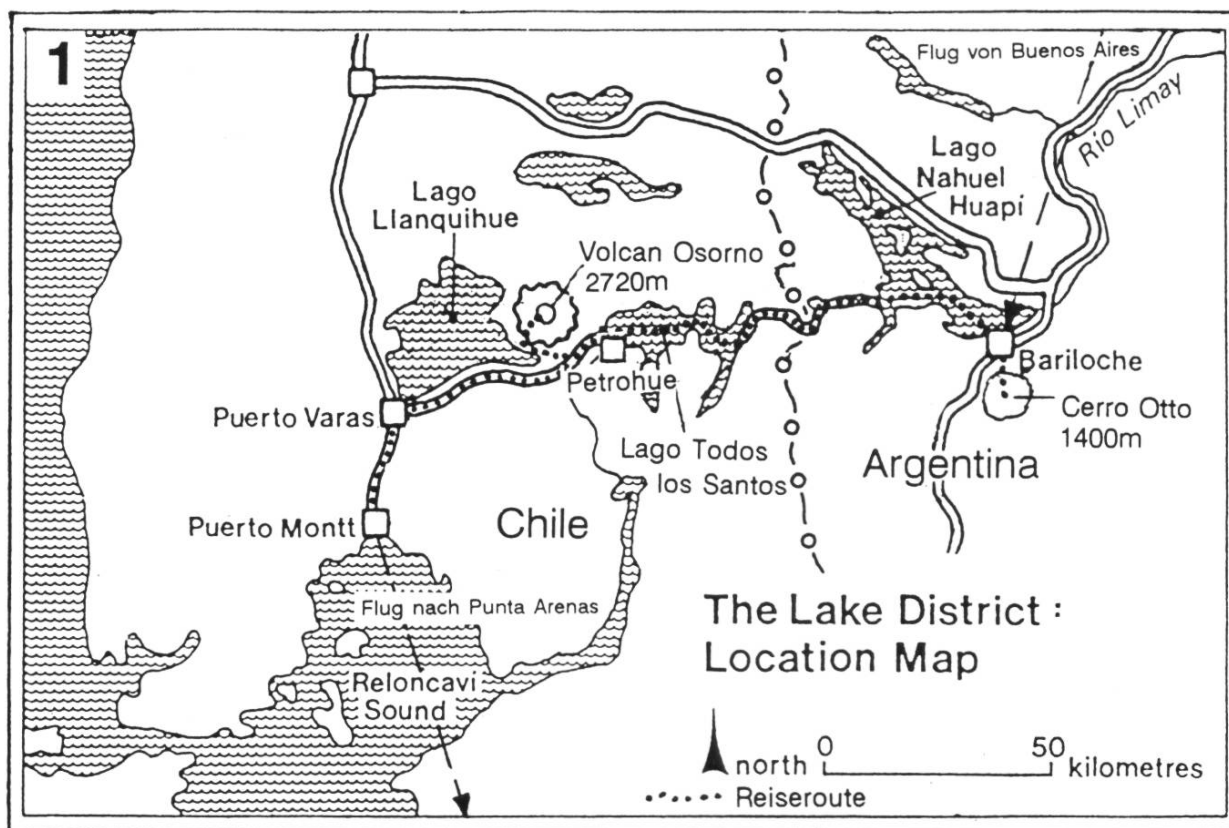 1
Flug von Buenos Aires
Río Limay
Lago
Nahuel
Huapi
Lago
Llanquihue
Volcan Osorno
2720m
Petrohue
Bariloche
Puerto Varas
Cerro Otto
1400m
Lago Todos
los Santos
Argentina
Puerto Montt
Chile
Flug nach Punta Arenas
The Lake District :
Location Map
Reloncavi
Sound
north
0
50
kilometres
Reiseroute